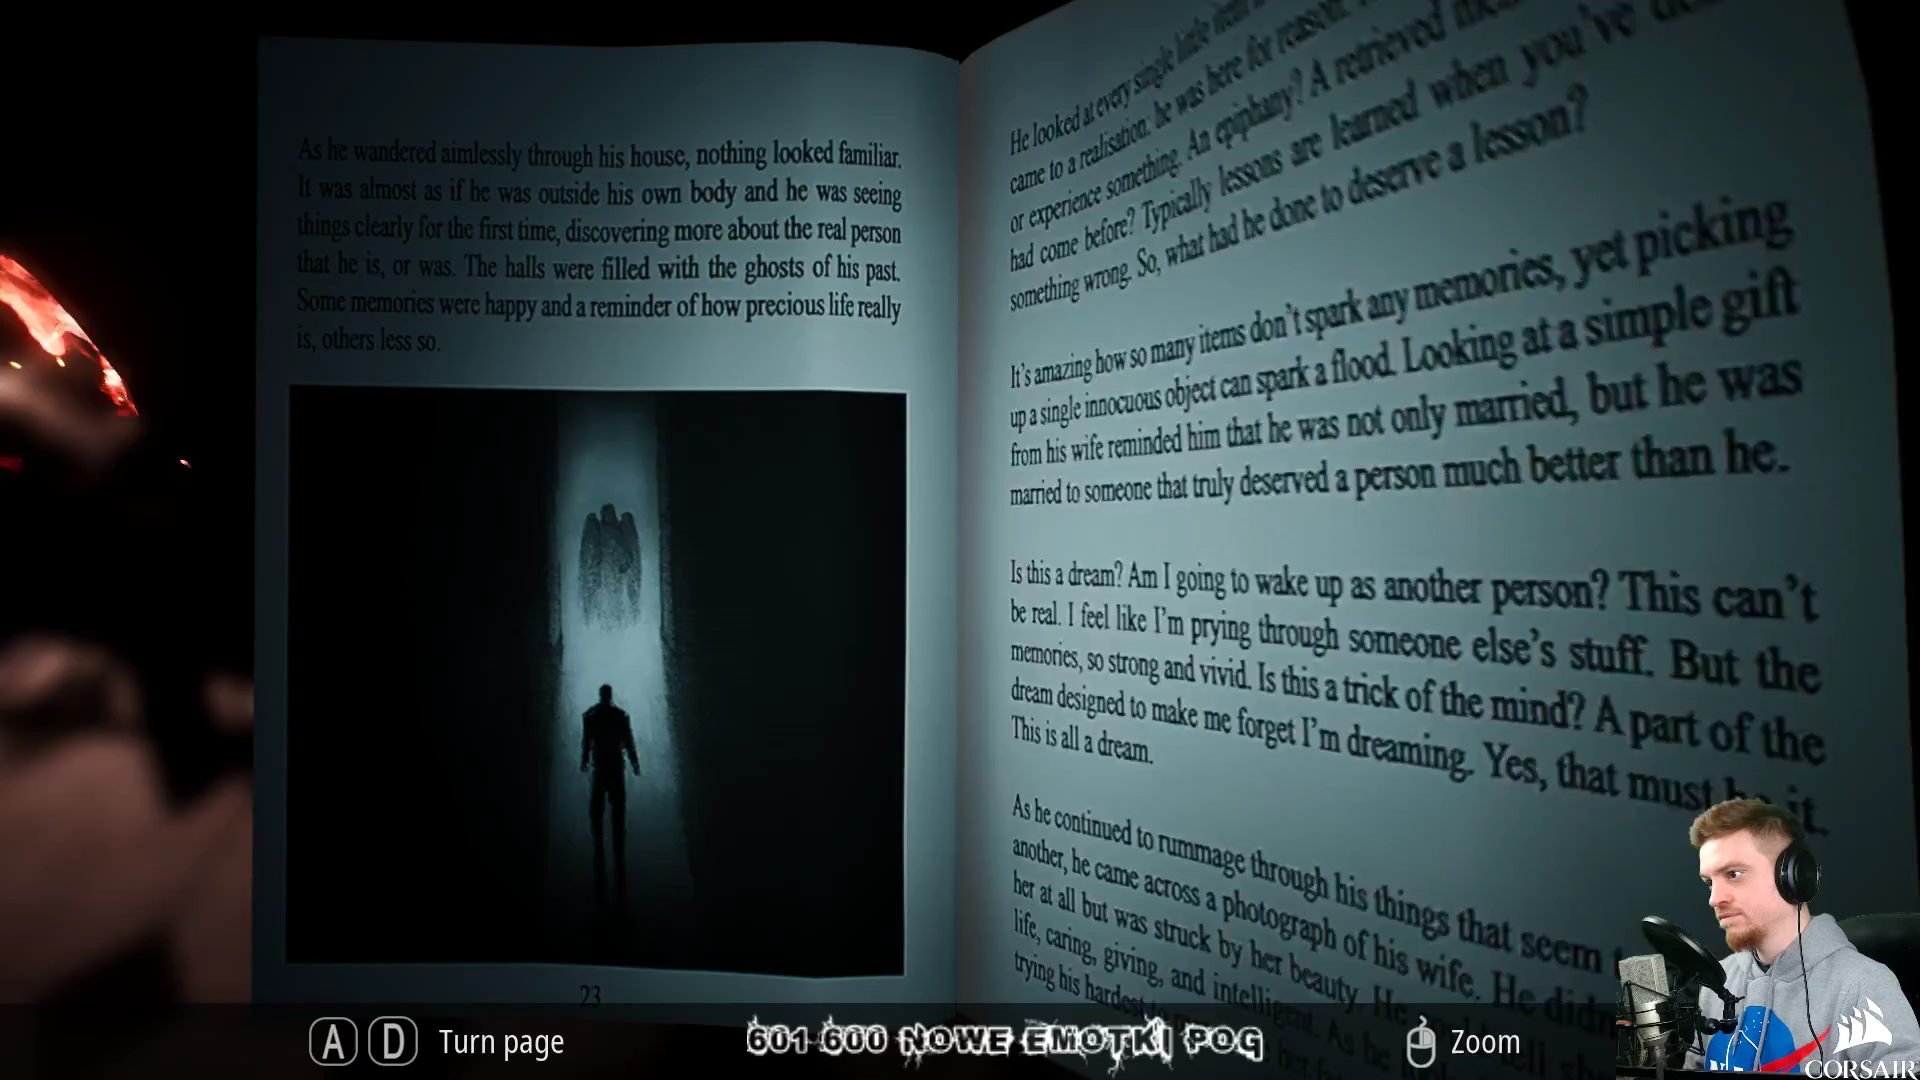 As he wandered aimlessly through his house, nothing looked familiar.
It was almost as if he was outside his own body and he was seeing
things clearly for the first time, discovering more about the real person
that he is, or was. The halls were filled with the ghosts of his past.
Some memories were happy and a reminder of how precious life really
is, others less so.
23
He looked at every single little
came to a realisation: he was here for reason.
or experience something. An epiphany? A retrieved
had come before? Typically lessons are learned when you've
something wrong. So, what had he done to deserve a lesson?
It's amazing how so many items don't spark any memories, yet picking
up a single innocuous object can spark a flood. Looking at a simple gift
from his wife reminded him that he was not only married, but he was
married to someone that truly deserved a person much better than he.
Is this a dream? Am I going to wake up as another person? This can't
be real. I feel like I'm prying through someone else's stuff. But the
memories, so strong and vivid. Is this a trick of the mind? A part of the
dream designed to make me forget I'm dreaming. Yes, that must be it.
This is all a dream.
As he continued to rummage through his things that seem
another, he came across a photograph of his wife. He didn
her at all but was struck by her beauty. He
life, caring, giving, and intelligent. As he
trying his hardest to
A D Turn page
601-600 NOWE EMOTKI POG
Zoom
CORSAIR